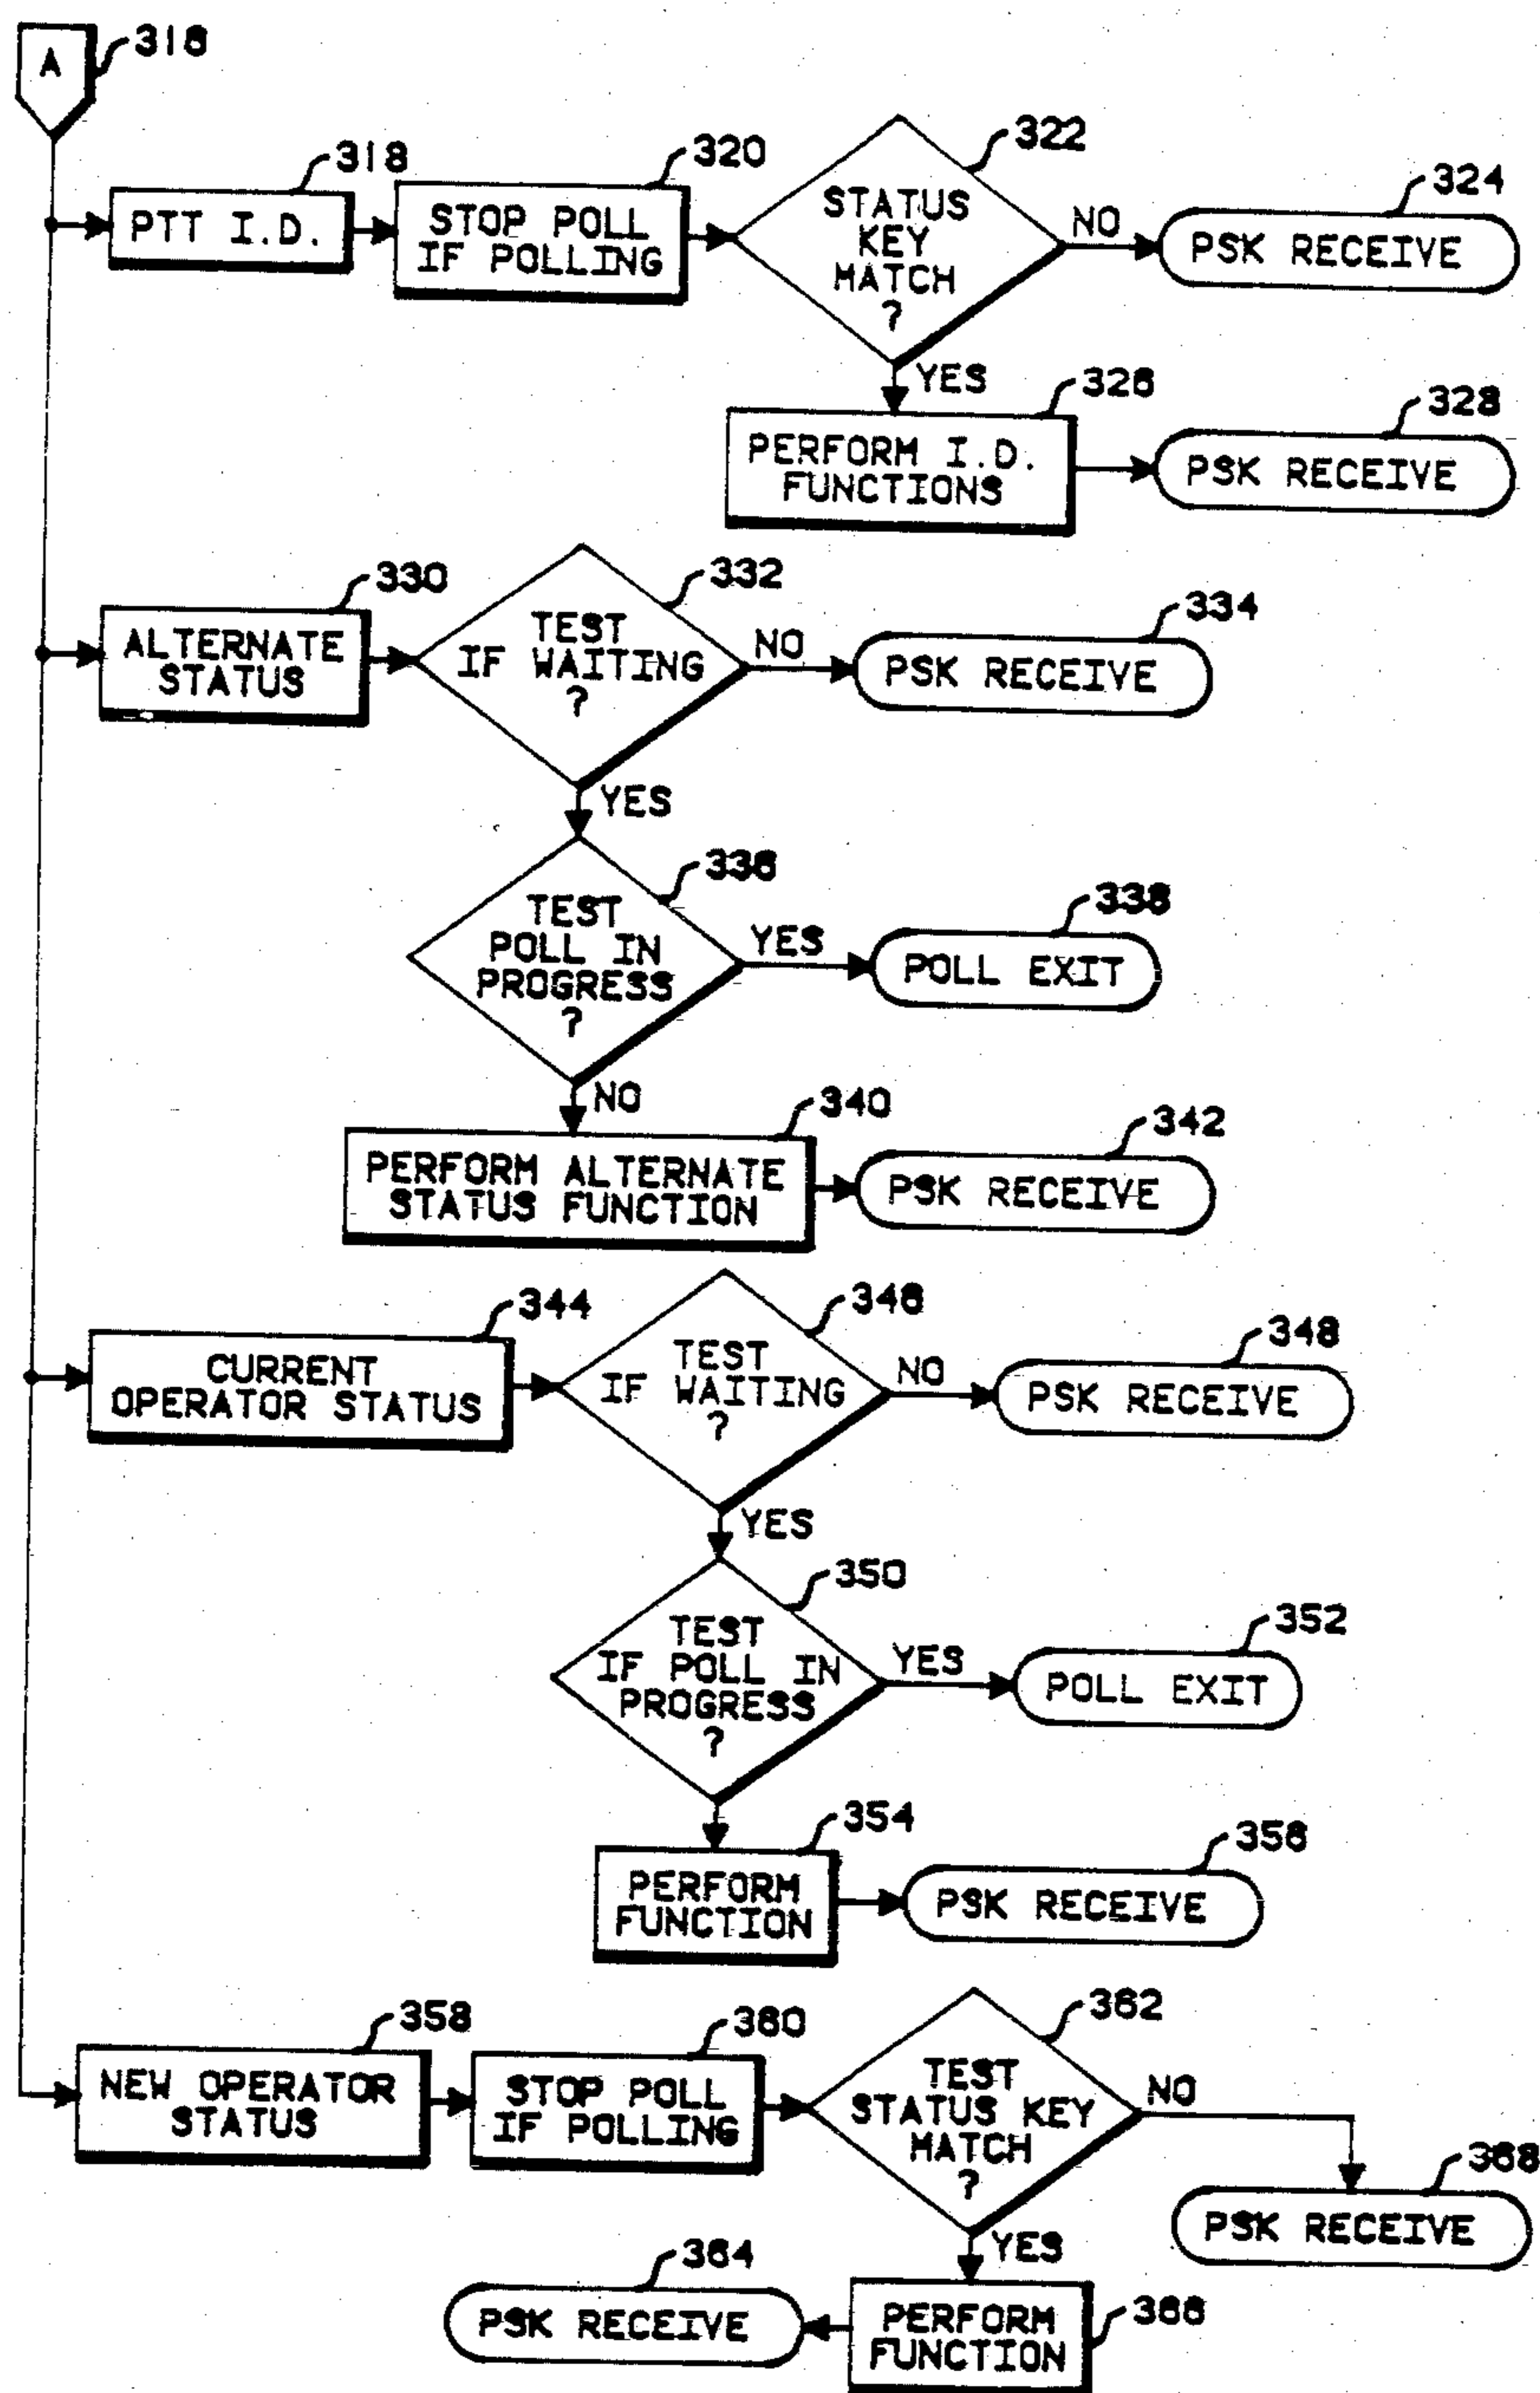 A
316
318
PTT I.D.
320
STOP POLL
IF POLLING
322
STATUS
KEY
MATCH
?
NO
324
PSK RECEIVE
YES
326
PERFORM I.D.
FUNCTIONS
328
PSK RECEIVE
330
ALTERNATE
STATUS
332
TEST
IF WAITING
?
NO
334
PSK RECEIVE
YES
336
TEST
POLL IN
PROGRESS
?
YES
338
POLL EXIT
NO
340
PERFORM ALTERNATE
STATUS FUNCTION
342
PSK RECEIVE
344
CURRENT
OPERATOR STATUS
346
TEST
IF WAITING
?
NO
348
PSK RECEIVE
YES
350
TEST
IF POLL IN
PROGRESS
?
YES
352
POLL EXIT
354
PERFORM
FUNCTION
356
PSK RECEIVE
358
NEW OPERATOR
STATUS
360
STOP POLL
IF POLLING
362
TEST
STATUS KEY
MATCH
?
NO
368
PSK RECEIVE
YES
364
PSK RECEIVE
366
PERFORM
FUNCTION